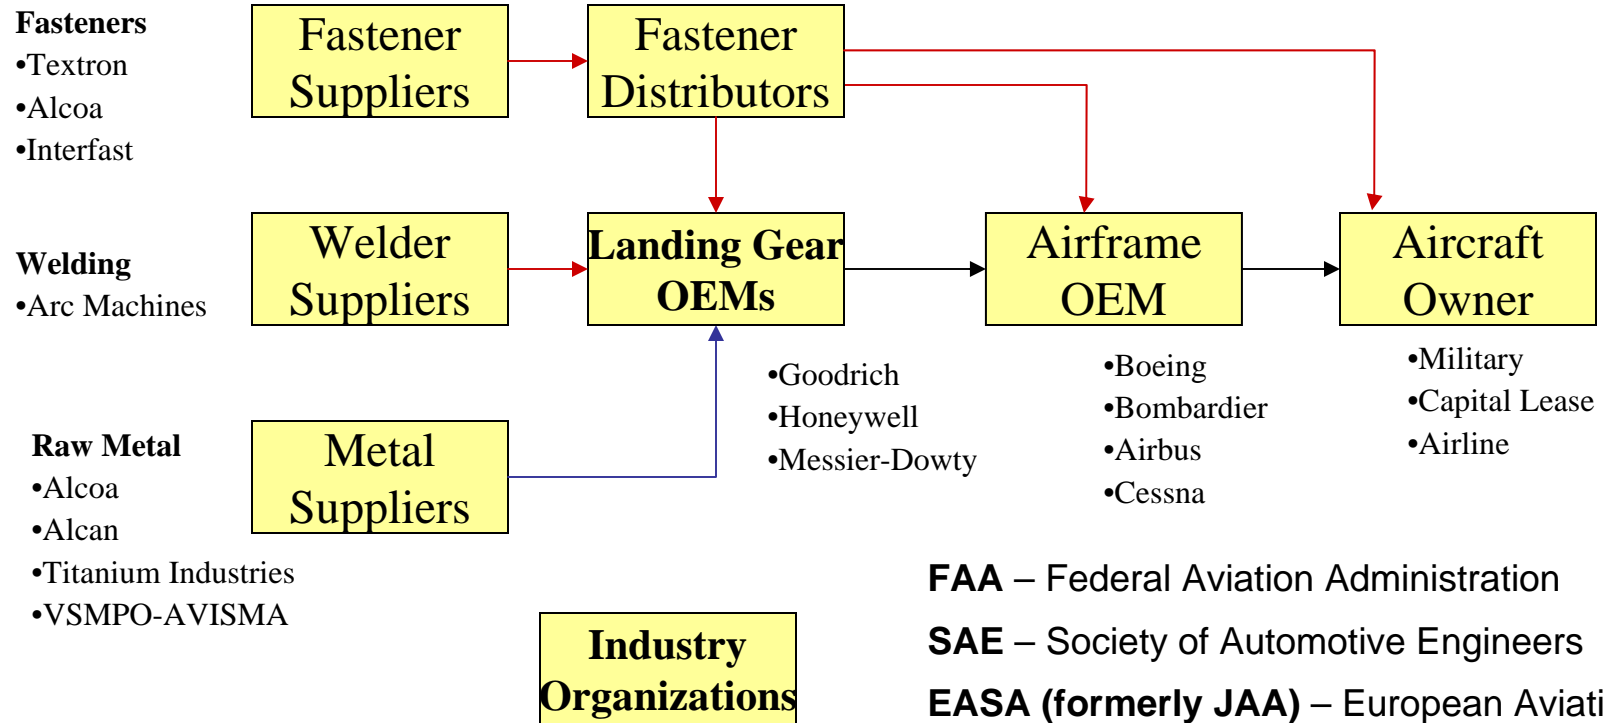 Fasteners
•Textron
•Alcoa
•Interfast
Fastener
Suppliers
Fastener
Distributors
Welding
•Arc Machines
Welder
Suppliers
Landing Gear
OEMs
Airframe
OEM
Aircraft
Owner
•Goodrich
•Honeywell
•Messier-Dowty
•Boeing
•Bombardier
•Airbus
•Cessna
•Military
•Capital Lease
•Airline
Raw Metal
•Alcoa
•Alcan
•Titanium Industries
•VSMPO-AVISMA
Metal
Suppliers
Industry
Organizations
FAA – Federal Aviation Administration
SAE – Society of Automotive Engineers
EASA (formerly JAA) – European Aviati